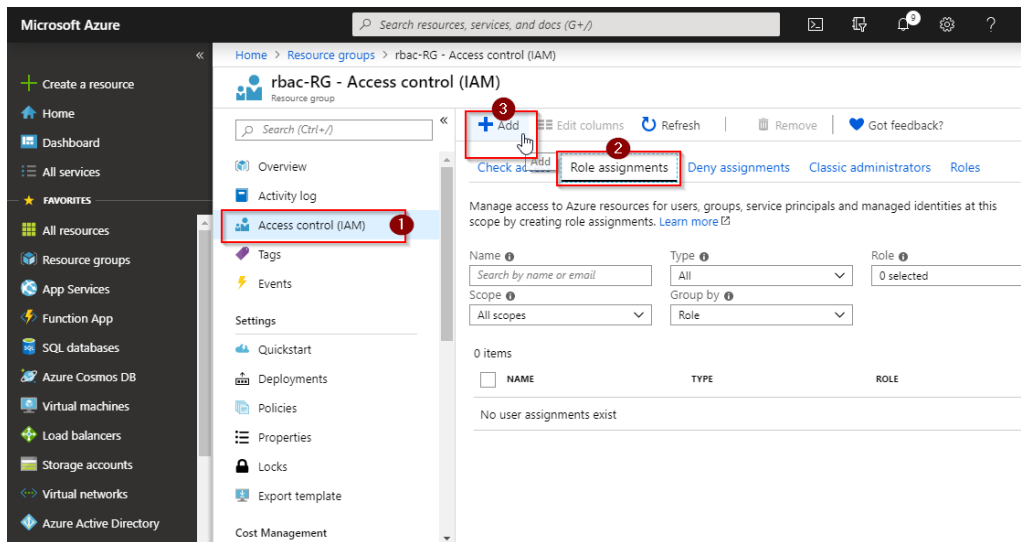 Microsoft Azure
Search resources, services, and docs (G+/)
9
?
«
Create a resource
Home
Dashboard
All services
FAVORITES
All resources
Resource groups
App Services
Function App
SQL databases
Azure Cosmos DB
Virtual machines
Load balancers
Storage accounts
Virtual networks
Azure Active Directory
Home > Resource groups > rbac-RG - Access control (IAM)
rbac-RG - Access control (IAM)
Resource group
Search (Ctrl+/)
«
Overview
Activity log
Access control (IAM)
1
Tags
Events
Settings
Quickstart
Deployments
Policies
Properties
Locks
Export template
Cost Management
3
Add
Edit columns
Refresh
Remove
Got feedback?
2
Check ac
Add
Role assignments
Deny assignments
Classic administrators
Roles
Manage access to Azure resources for users, groups, service principals and managed identities at this
scope by creating role assignments. Learn more
Name
Type
Role
Search by name or email
All
0 selected
Scope
Group by
All scopes
Role
0 items
NAME
TYPE
ROLE
No user assignments exist